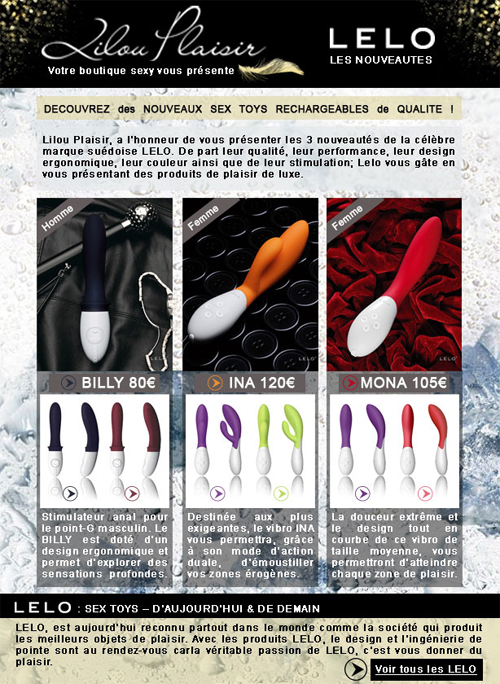 Lilou Plaisir
Votre boutique sexy vous présente
LELO
LES NOUVEAUTES
DECOUVREZ des NOUVEAUX SEX TOYS RECHARGEABLES de QUALITE !
Lilou Plaisir, a l'honneur de vous présenter les 3 nouveautés de la célèbre
marque suédoise LELO. De part leur qualité, leur performance, leur design
ergonomique, leur couleur ainsi que de leur stimulation; Lelo vous gâte en
vous présentant des produits de plaisir de luxe.
Homme
LELO
BILLY 80€
Stimulateur anal pour
le point-G masculin. Le
BILLY est doté d'un
design ergonomique et
permet d'explorer des
sensations profondes.
Femme
LELO
INA 120€
Destinée aux plus
exigeantes, le vibro INA
vous permettra, grâce
à son mode d'action
duale, d'émoustiller
vos zones érogènes.
Femme
LELO
MONA 105€
La douceur extrême et
le design tout en
courbe de ce vibro de
taille moyenne, vous
permettront d'atteindre
chaque zone de plaisir.
LELO : SEX TOYS – D'AUJOURD'HUI & DE DEMAIN
LELO, est aujourd'hui reconnu partout dans le monde comme la société qui produit
les meilleurs objets de plaisir. Avec les produits LELO, le design et l'ingénierie de
pointe sont au rendez-vous carla véritable passion de LELO, c'est vous donner du
plaisir.
Voir tous les LELO